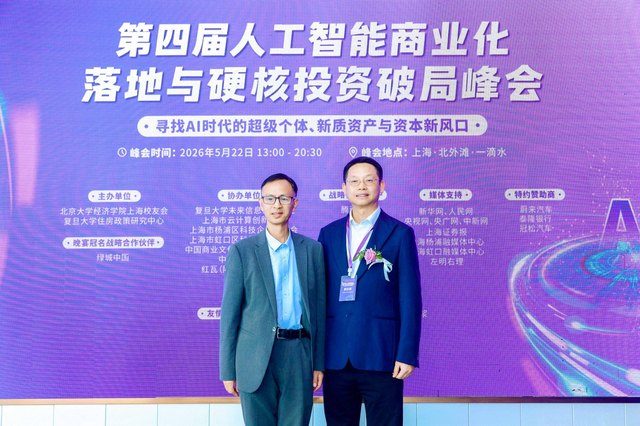 第四届人工智能商业化
落地与硬核投资破局峰会
寻找AI时代的超级个体、新质资产与资本新风口
峰会时间：2026年5月22日 13:00 - 20:30
峰会地点：上海·北外滩·一滴水
主办单位
北京大学经济学院上海校友会
复旦大学住房政策研究中心
晚宴冠名战略合作伙伴
绿城中国
协办单位
复旦大学未来信息
上海市云计算创新
上海市杨浦区科技企业
上海市虹口区
中国商业文
中
红瓦
战略
媒体支持
新华网、人民网
央视网、央广网、中新网
上海证券报
上海杨浦融媒体中心
上海虹口融媒体中心
左明右理
特约赞助商
蔚来汽车
泰隆银行
冠松汽车
友情
A